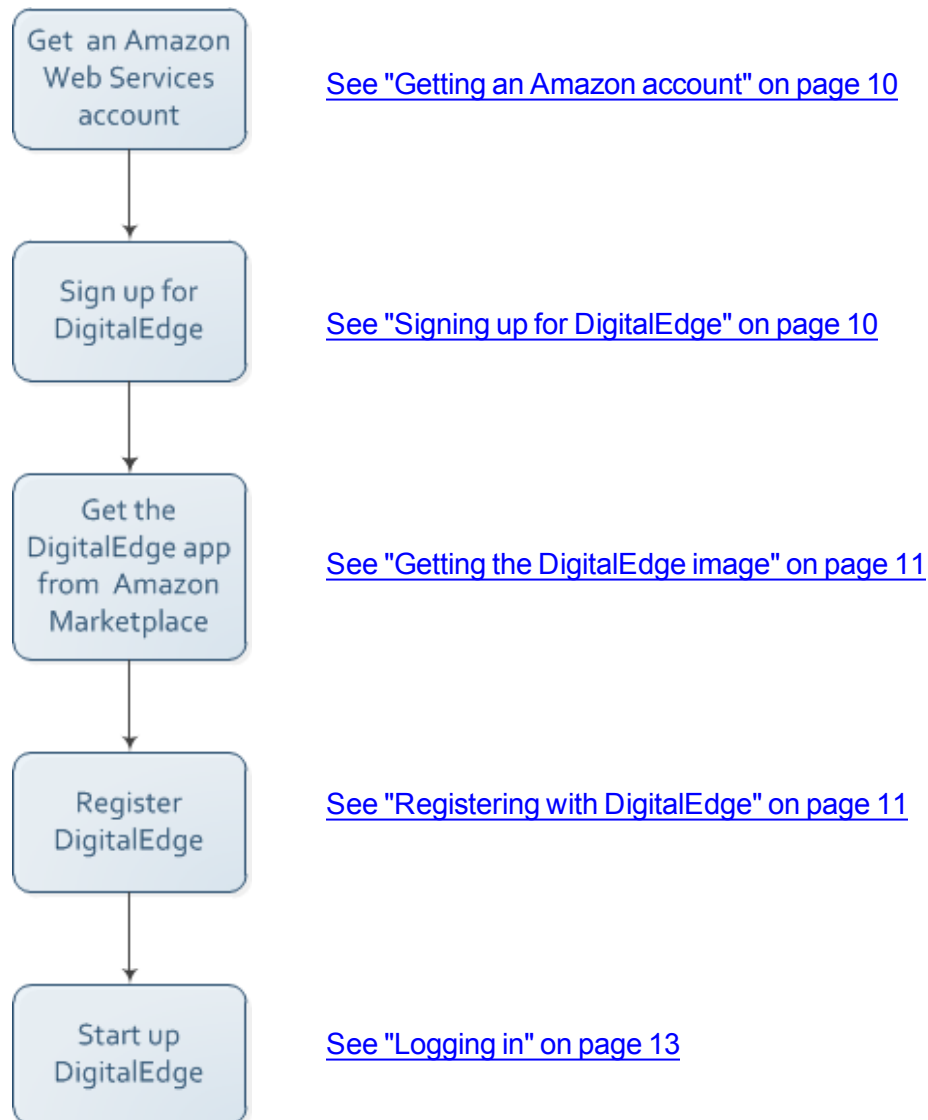 Get an Amazon
Web Services
account
See "Getting an Amazon account" on page 10
Sign up for
DigitalEdge
See "Signing up for DigitalEdge" on page 10
Get the
DigitalEdge app
from Amazon
Marketplace
See "Getting the DigitalEdge image" on page 11
Register
DigitalEdge
See "Registering with DigitalEdge" on page 11
Start up
DigitalEdge
See "Logging in" on page 13